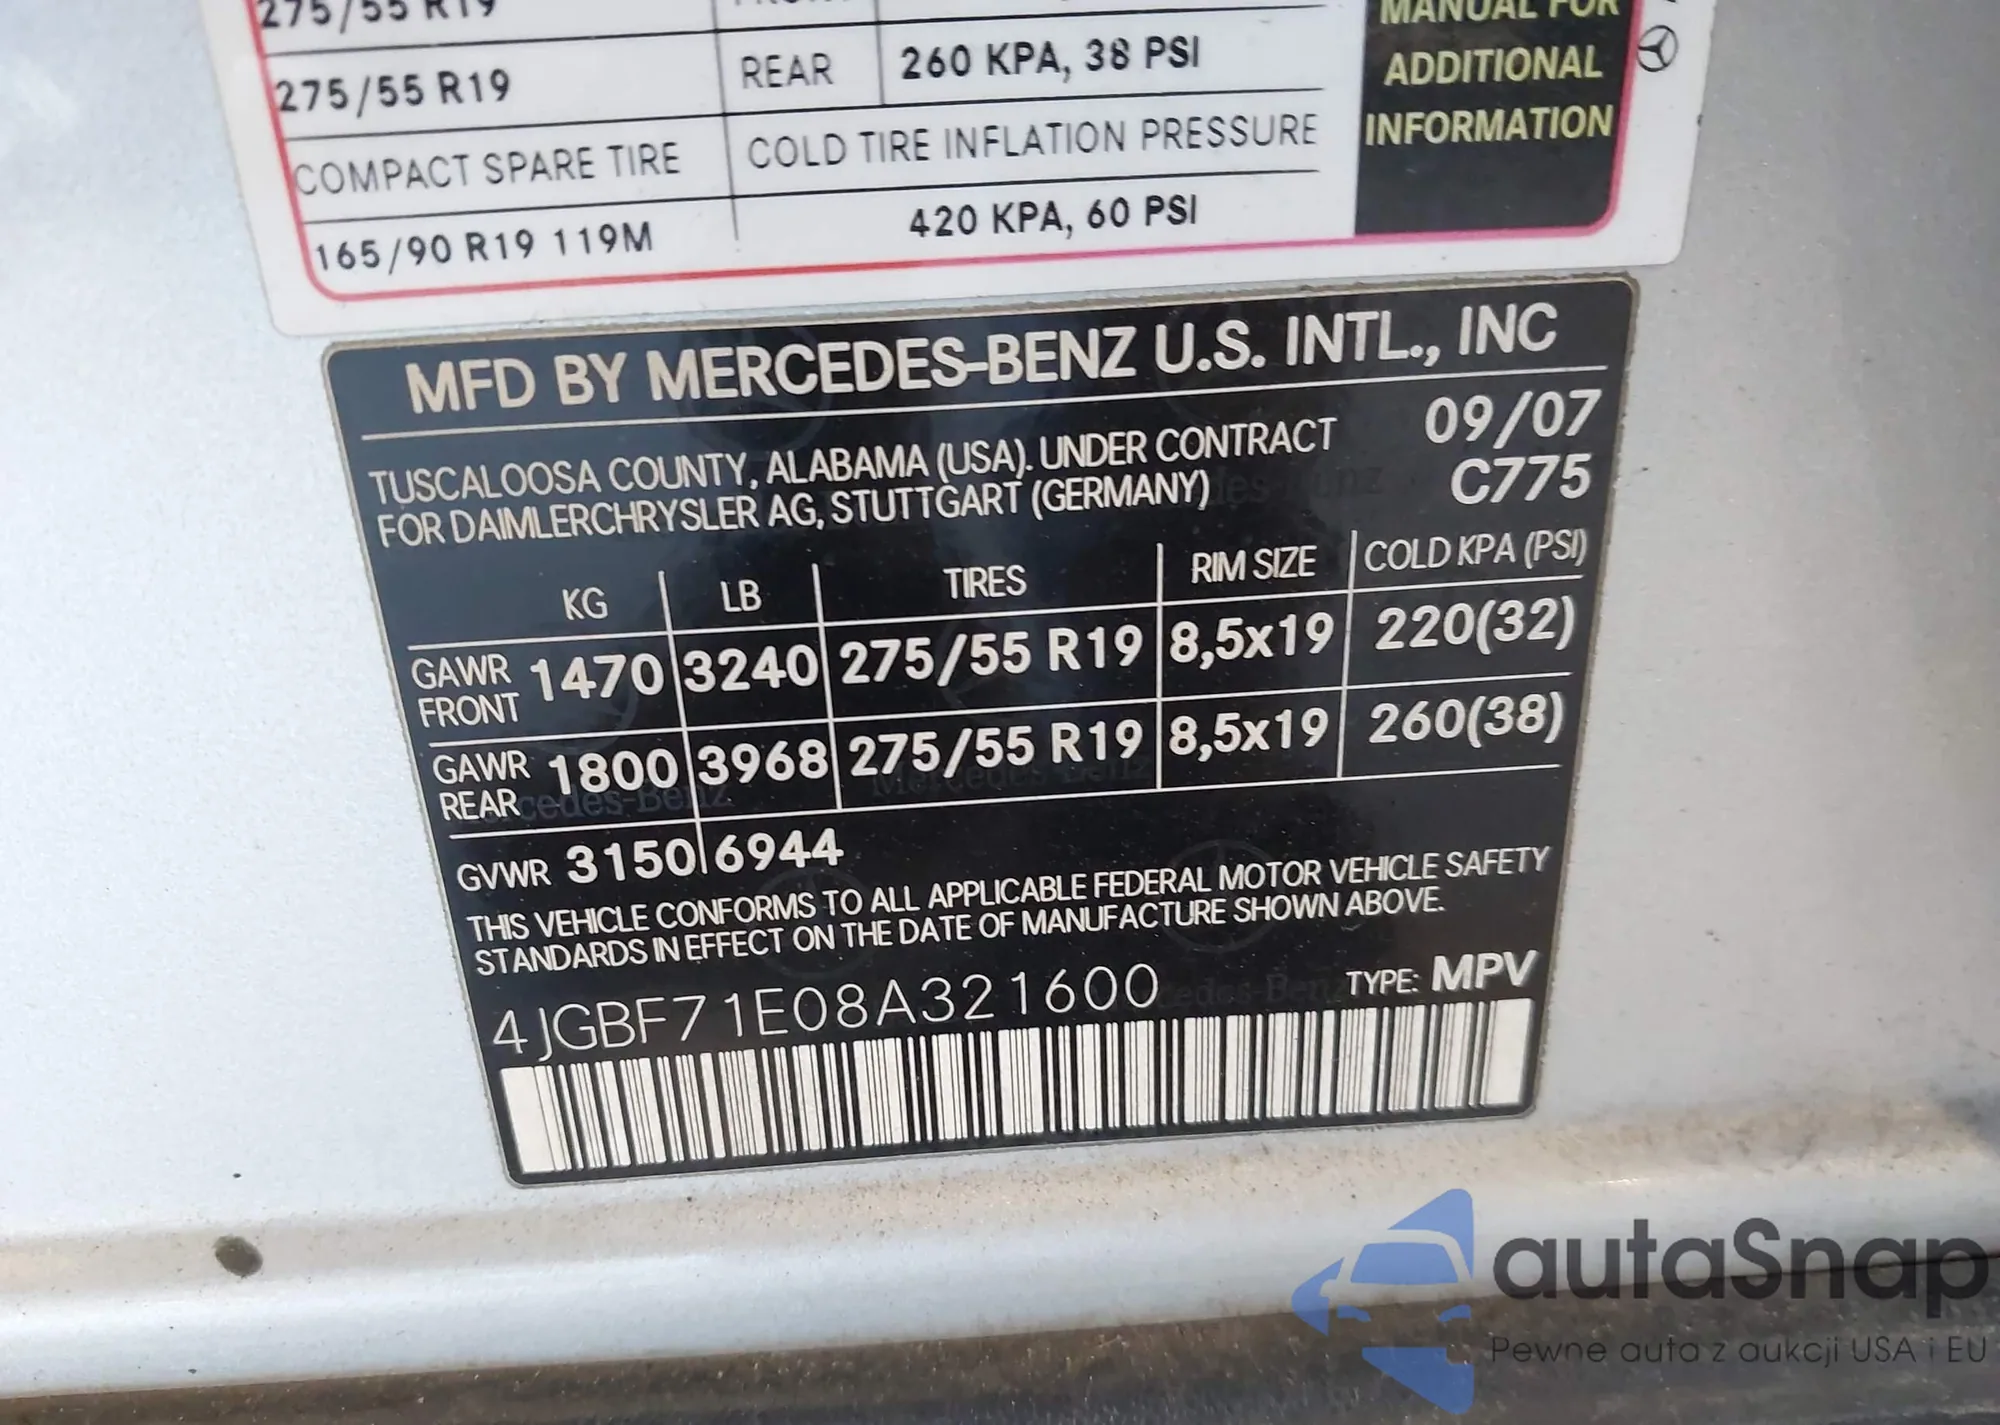 275/55 R19
275/55 R19 REAR 260 KPA, 38 PSI
COMPACT SPARE TIRE COLD TIRE INFLATION PRESSURE
165/90 R19 119M 420 KPA, 60 PSI
MANUAL FOR
ADDITIONAL
INFORMATION
MFD BY MERCEDES-BENZ U.S. INTL., INC
TUSCALOOSA COUNTY, ALABAMA (USA). UNDER CONTRACT 09/07
FOR DAIMLERCHRYSLER AG, STUTTGART (GERMANY) C775
KG LB TIRES RIM SIZE COLD KPA (PSI)
GAWR FRONT 1470 3240 275/55 R19 8,5x19 220(32)
GAWR REAR 1800 3968 275/55 R19 8,5x19 260(38)
GVWR 3150 6944
THIS VEHICLE CONFORMS TO ALL APPLICABLE FEDERAL MOTOR VEHICLE SAFETY
STANDARDS IN EFFECT ON THE DATE OF MANUFACTURE SHOWN ABOVE.
4JGBF71E08A321600 TYPE: MPV
autaSnap
Pewne auta z aukcji USA i EU